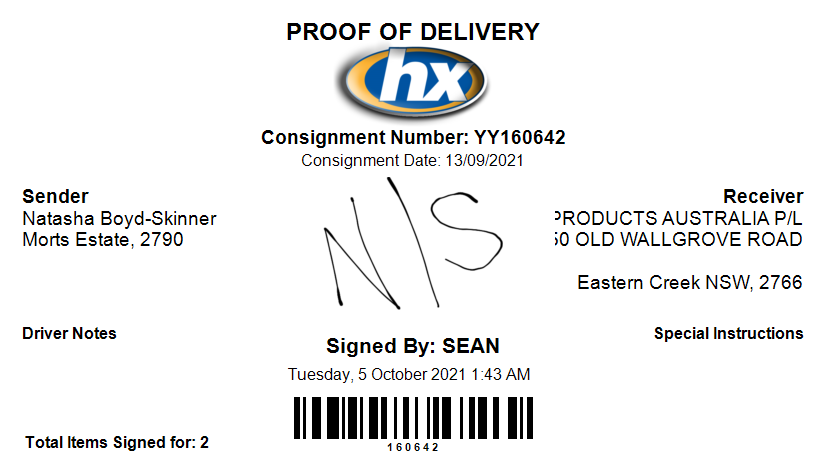 PROOF OF DELIVERY
hx
Consignment Number: YY160642
Consignment Date: 13/09/2021
Sender
Natasha Boyd-Skinner
Morts Estate, 2790
N/S
Receiver
PRODUCTS AUSTRALIA P/L
50 OLD WALLGROVE ROAD
Eastern Creek NSW, 2766
Driver Notes
Special Instructions
Signed By: SEAN
Tuesday, 5 October 2021 1:43 AM
160642
Total Items Signed for: 2